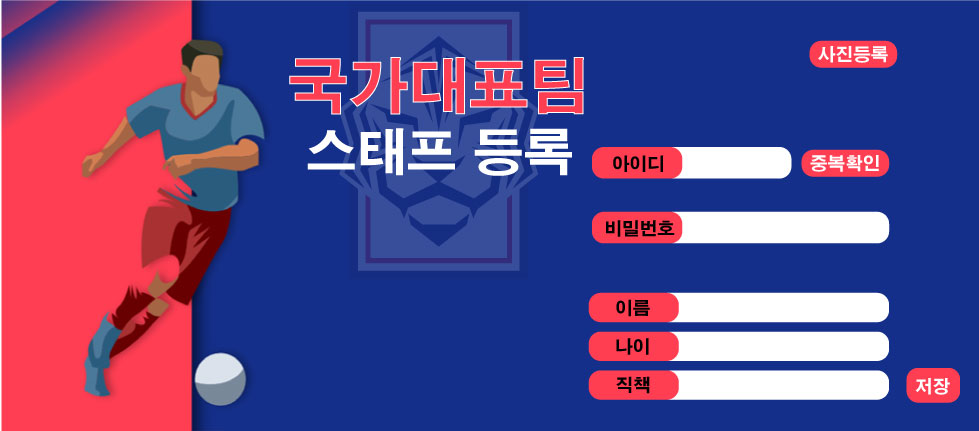 국가대표팀
스태프 등록
사진등록
아이디
중복확인
비밀번호
이름
나이
직책
저장